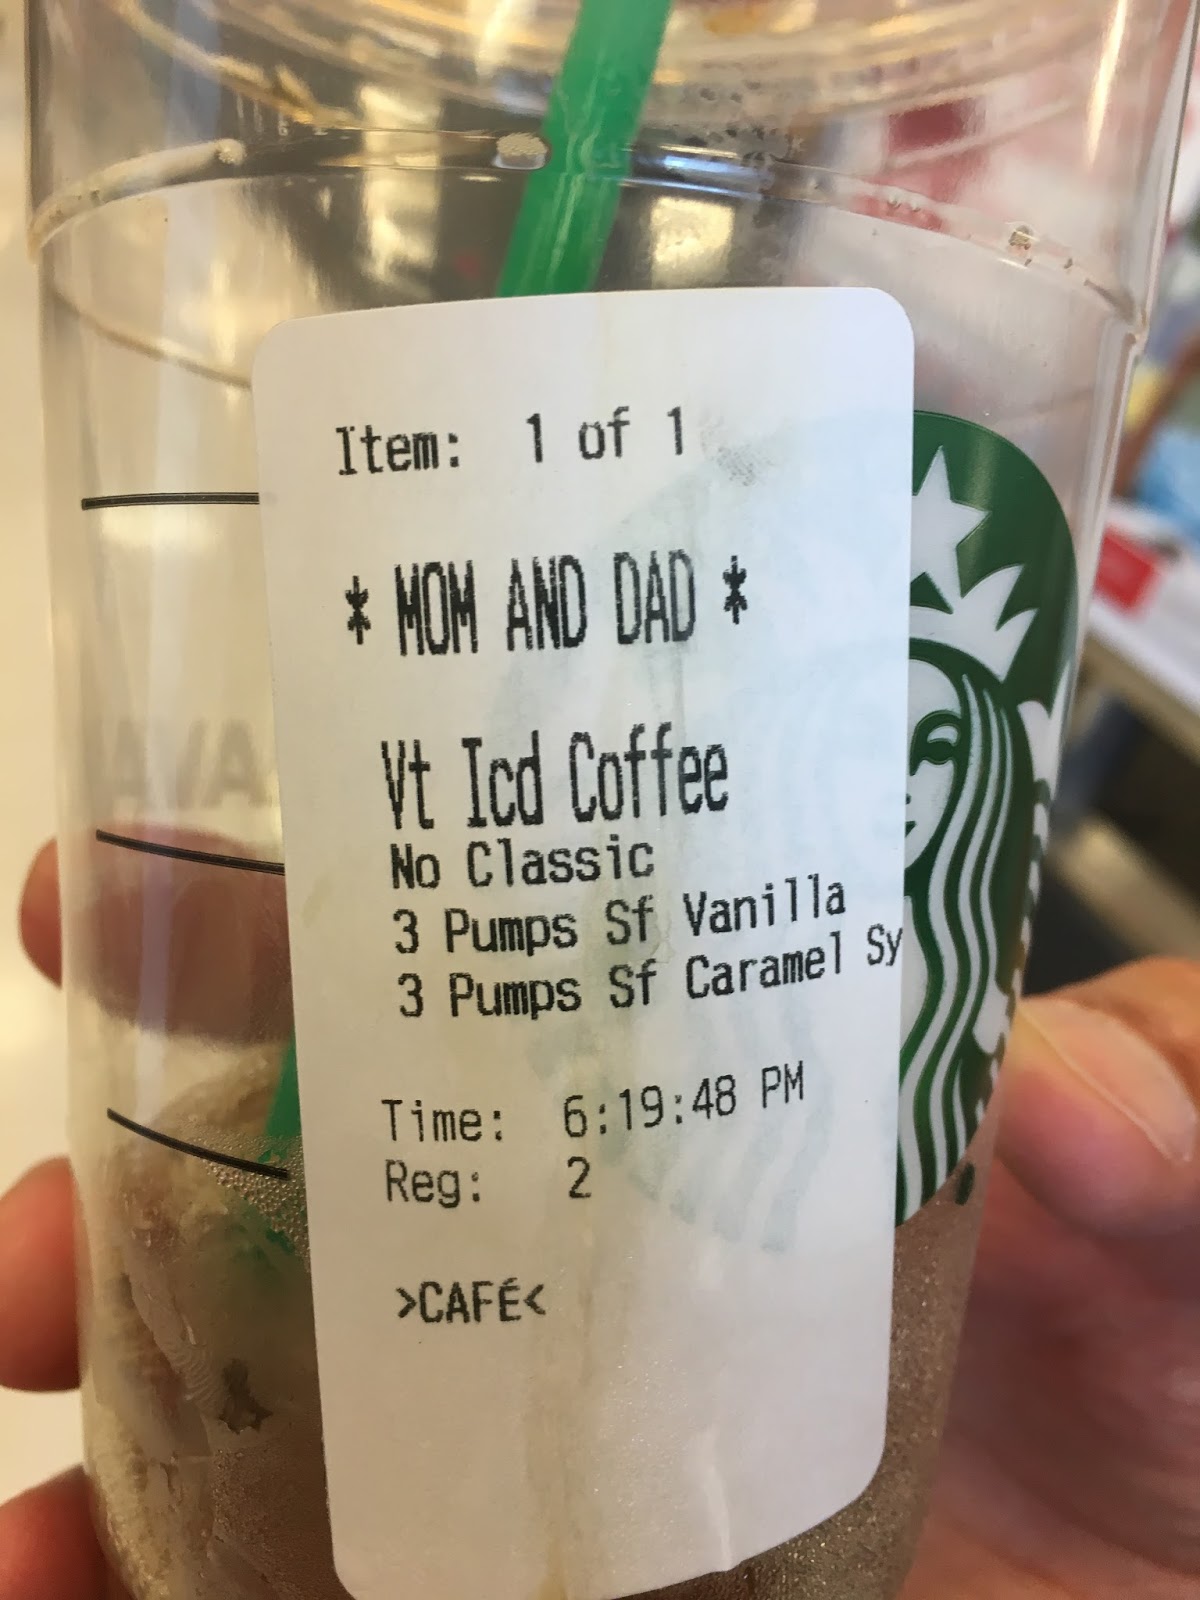 Item: 1 of 1
* MOM AND DAD *
Vt Icd Coffee
No Classic
3 Pumps Sf Vanilla
3 Pumps Sf Caramel Sy
Time: 6:19:48 PM
Reg: 2
>CAFÉ<